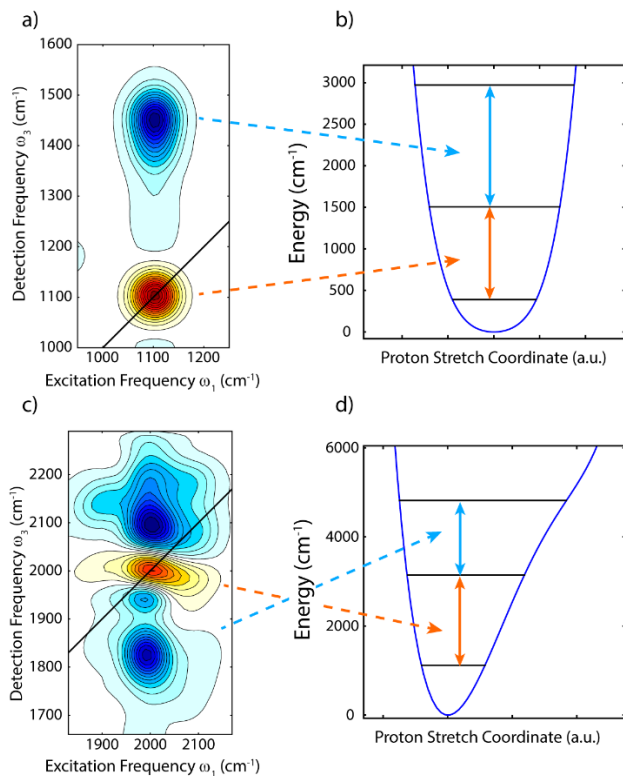 a)
1600
1500
1400
1300
1200
1100
1000
Detection Frequency ω3 (cm-1)
1000 1100 1200
Excitation Frequency ω1 (cm-1)
b)
3000
2500
2000
1500
1000
500
0
Energy (cm-1)
Proton Stretch Coordinate (a.u.)
c)
2200
2100
2000
1900
1800
1700
Detection Frequency ω3 (cm-1)
1900 2000 2100
Excitation Frequency ω1 (cm-1)
d)
6000
4000
2000
0
Energy (cm-1)
Proton Stretch Coordinate (a.u.)